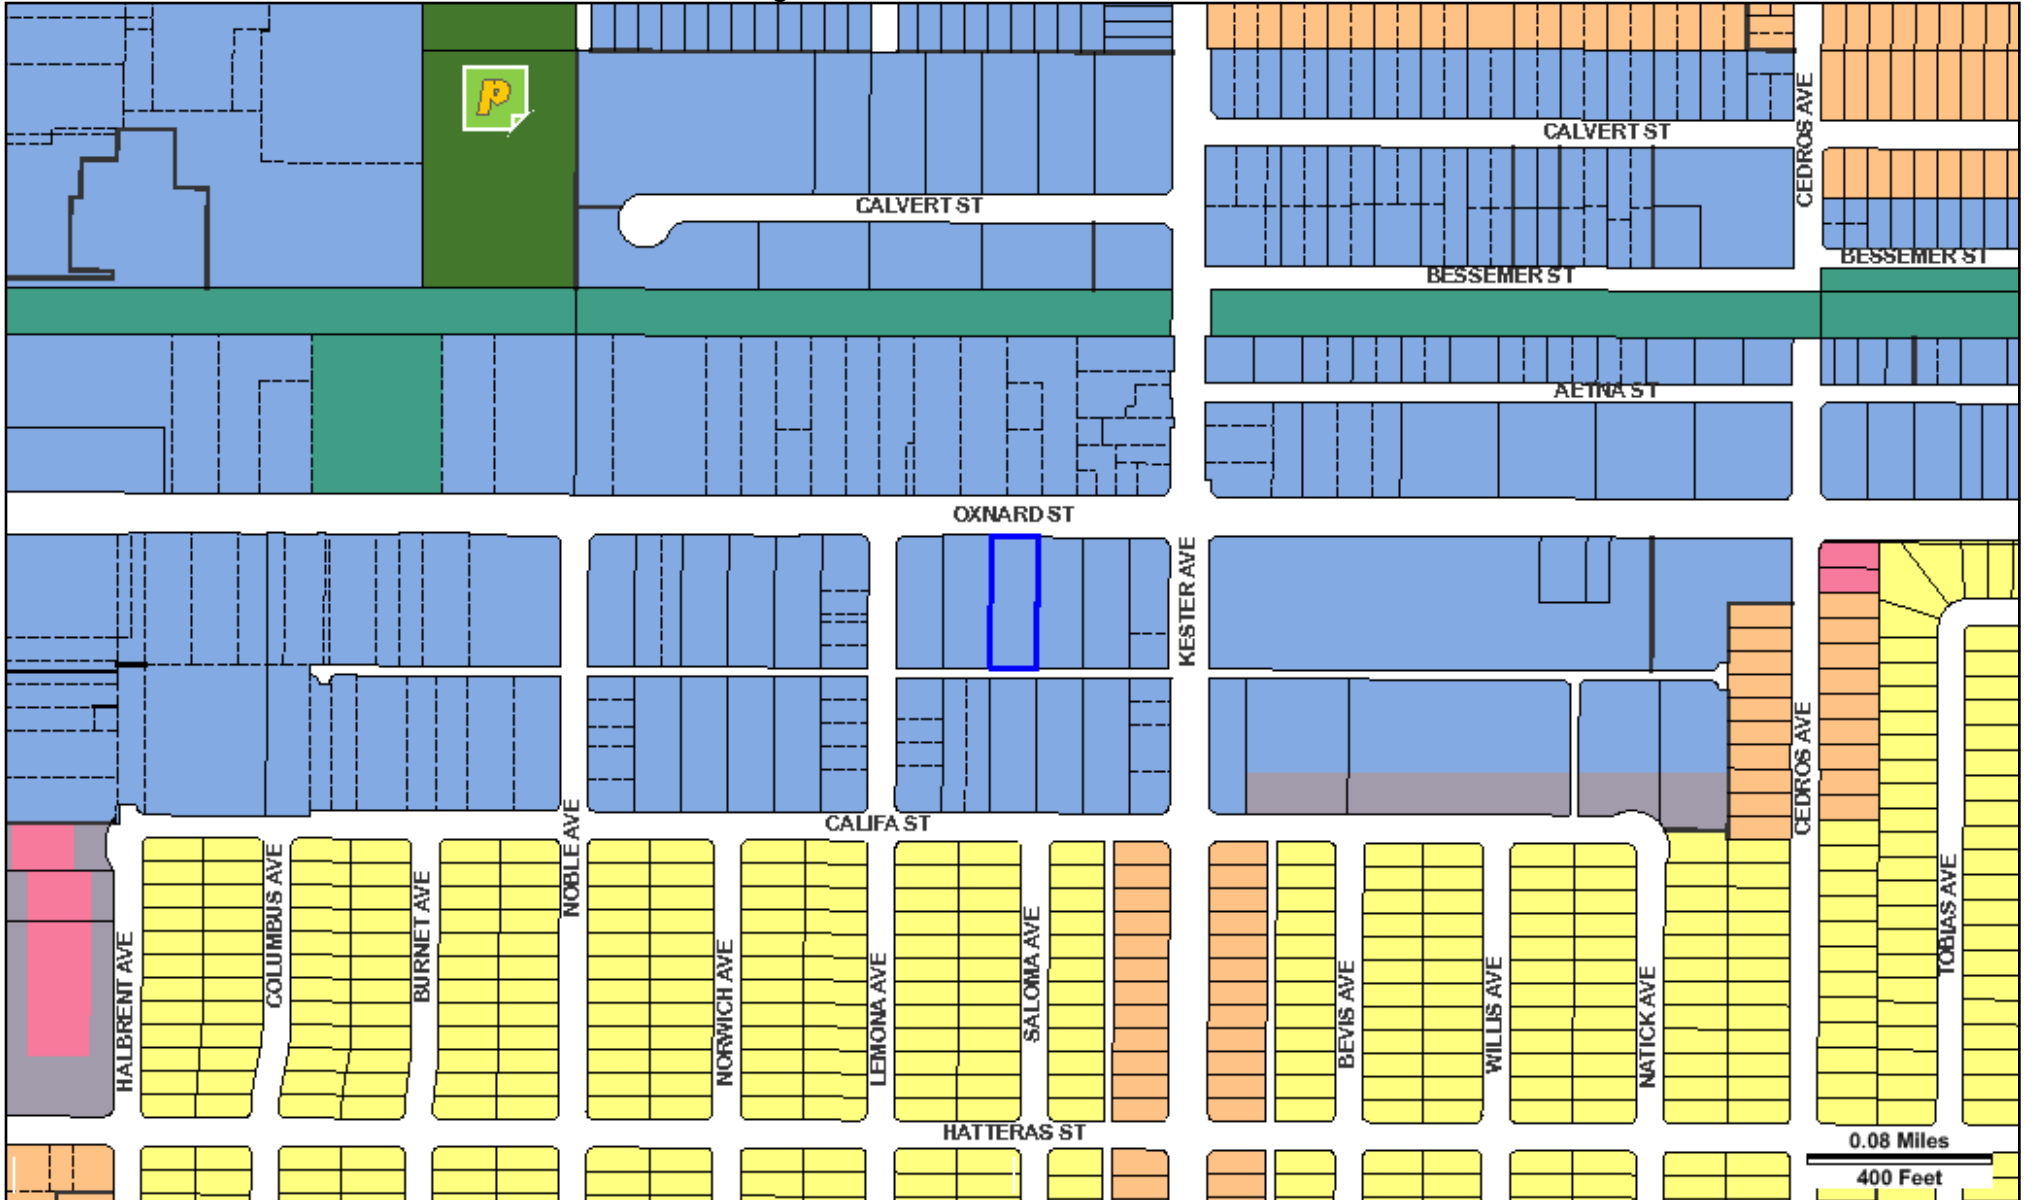 P
CALVERT ST
CEDROS AVE
CALVERT ST
BESSEMER ST
BESSEMER ST
AETNA ST
OXNARD ST
KESTER AVE
CEDROS AVE
CALIFA ST
NOBLE AVE
COLUMBUS AVE
BURNET AVE
HALBRENT AVE
NORWICH AVE
LEMONA AVE
SALOMA AVE
BEVIS AVE
WILLIS AVE
NATICK AVE
TOBIAS AVE
HATTERAS ST
0.08 Miles
400 Feet